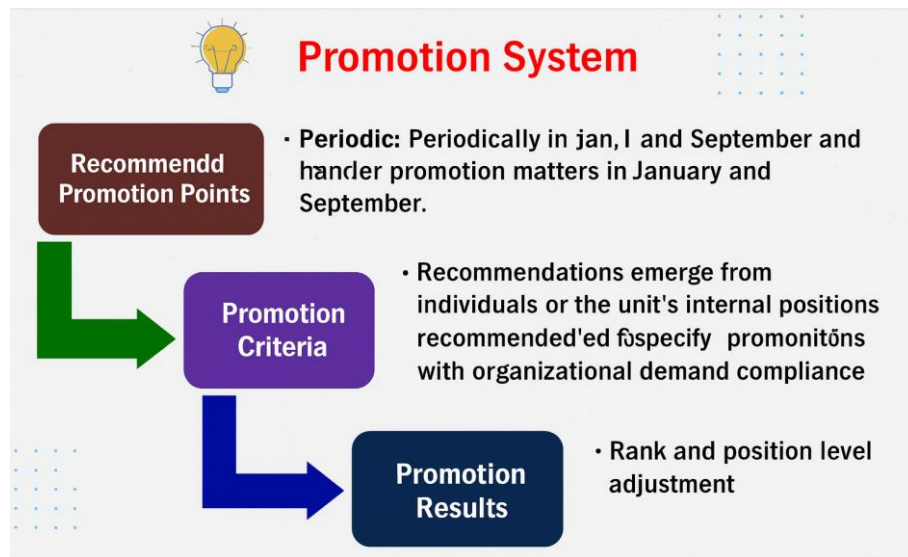 Promotion System
Recommendd
Promotion Points
· Periodic: Periodically in jan, I and September and
hander promotion matters in January and
September.
Promotion
Criteria
· Recommendations emerge from
individuals or the unit's internal positions
recommended'ed promonitöns
with organizational demand compliance
Promotion
Results
· Rank and position level
adjustment